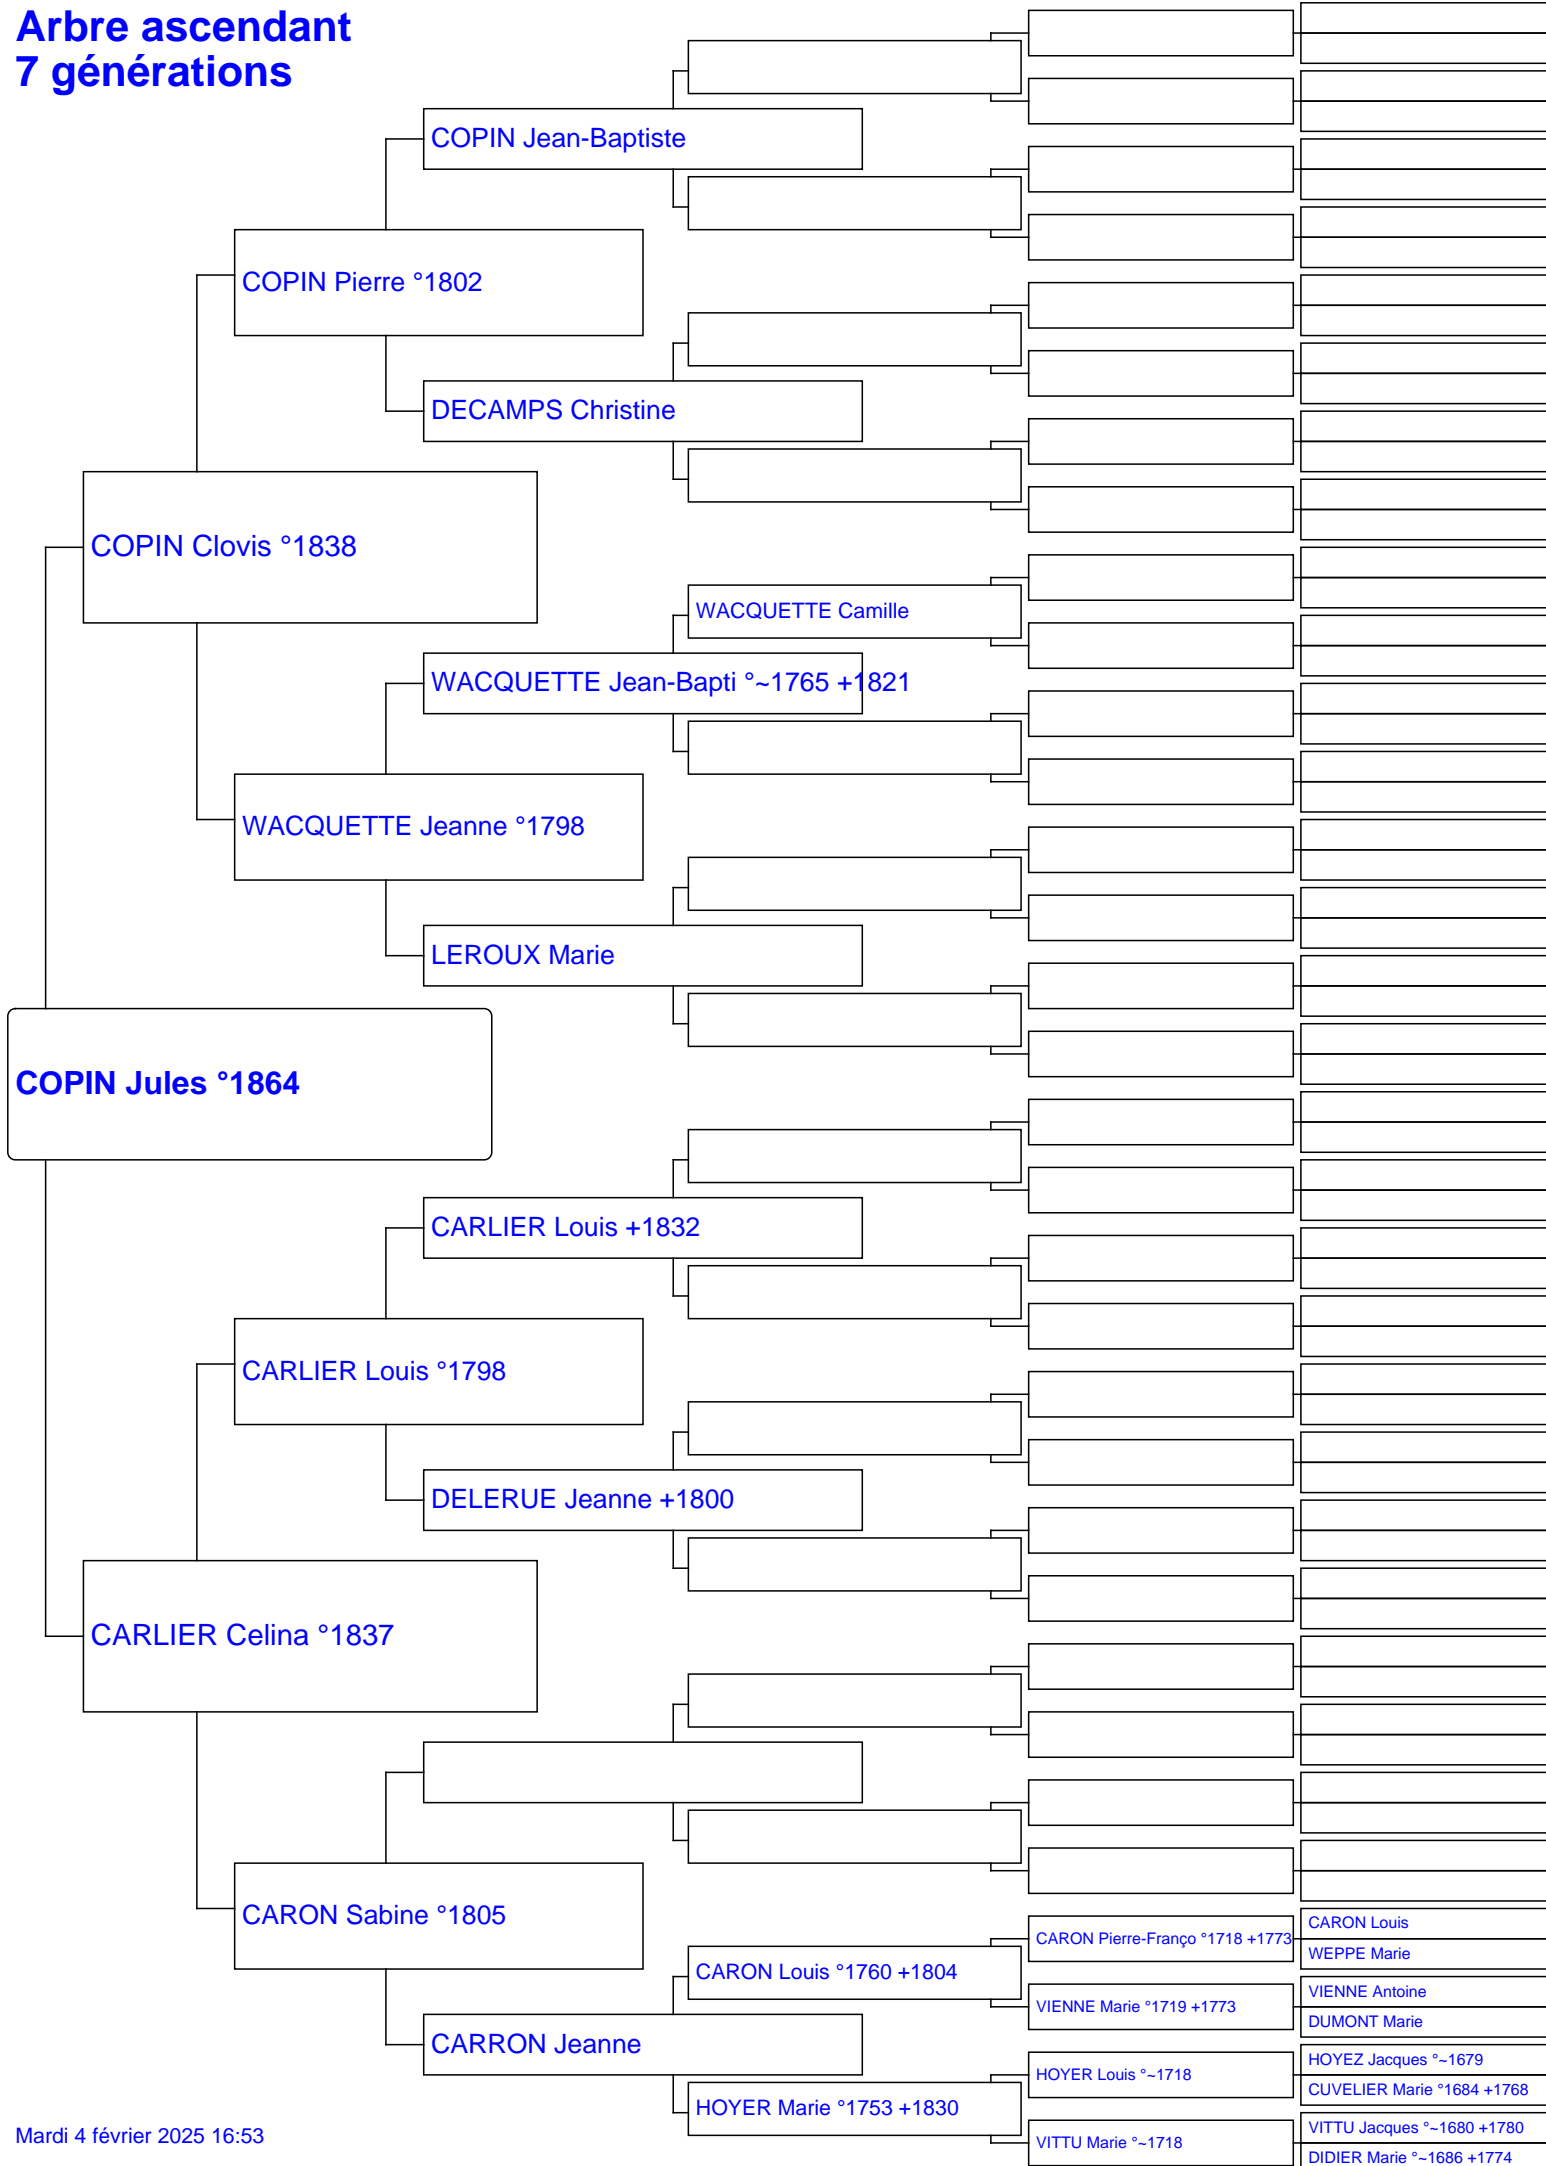 Arbre ascendant
7 générations
COPIN Jean-Baptiste
COPIN Pierre °1802
DECAMPS Christine
COPIN Clovis °1838
WACQUETTE Camille
WACQUETTE Jean-Bapti °~1765 +1821
WACQUETTE Jeanne °1798
LEROUX Marie
COPIN Jules °1864
CARLIER Louis +1832
CARLIER Louis °1798
DELERUE Jeanne +1800
CARLIER Celina °1837
CARON Sabine °1805
CARON Louis
CARON Pierre-Franço °1718 +1773
WEPPE Marie
CARON Louis °1760 +1804
VIENNE Antoine
VIENNE Marie °1719 +1773
DUMONT Marie
CARRON Jeanne
HOYEZ Jacques °~1679
HOYER Louis °~1718
CUVELIER Marie °1684 +1768
HOYER Marie °1753 +1830
VITTU Jacques °~1680 +1780
VITTU Marie °~1718
DIDIER Marie °~1686 +1774
Mardi 4 février 2025 16:53